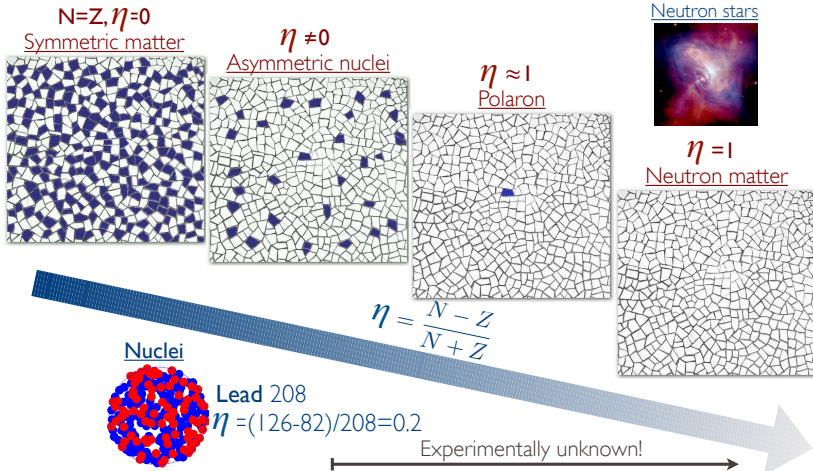 N=Z, η=0
Symmetric matter
η ≠0
Asymmetric nuclei
η ≈1
Polaron
Neutron stars
η =1
Neutron matter
η = N − Z / N + Z
Nuclei
Lead 208
η =(126-82)/208=0.2
Experimentally unknown!